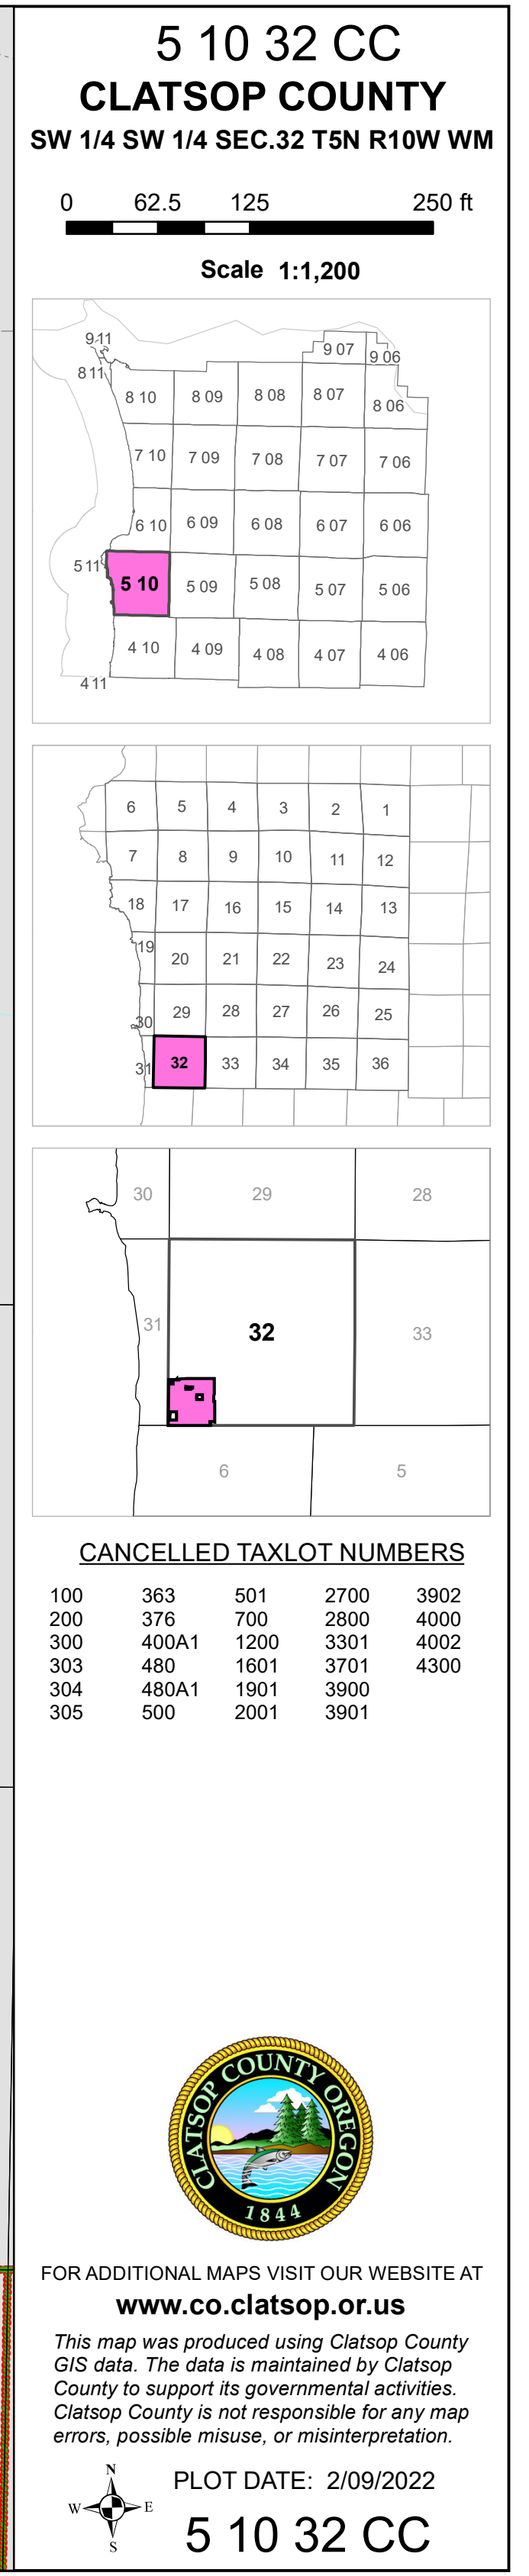 5 10 32 CC
CLATSOP COUNTY
SW 1/4 SW 1/4 SEC.32 T5N R10W WM
0 62.5 125 250 ft
Scale 1:1,200
9 11
9 07
9 06
8 11
8 10 8 09 8 08 8 07 8 06
7 10 7 09 7 08 7 07 7 06
6 10 6 09 6 08 6 07 6 06
5 11
5 10 5 09 5 08 5 07 5 06
4 10 4 09 4 08 4 07 4 06
4 11
6 5 4 3 2 1
7 8 9 10 11 12
18 17 16 15 14 13
19 20 21 22 23 24
30 29 28 27 26 25
31 32 33 34 35 36
30 29 28
31 32 33
6 5
CANCELLED TAXLOT NUMBERS
100 363 501 2700 3902
200 376 700 2800 4000
300 400A1 1200 3301 4002
303 480 1601 3701 4300
304 480A1 1901 3900
305 500 2001 3901
CLATSOP COUNTY OREGON
1844
FOR ADDITIONAL MAPS VISIT OUR WEBSITE AT
www.co.clatsop.or.us
This map was produced using Clatsop County
GIS data. The data is maintained by Clatsop
County to support its governmental activities.
Clatsop County is not responsible for any map
errors, possible misuse, or misinterpretation.
N
W E
S
PLOT DATE: 2/09/2022
5 10 32 CC